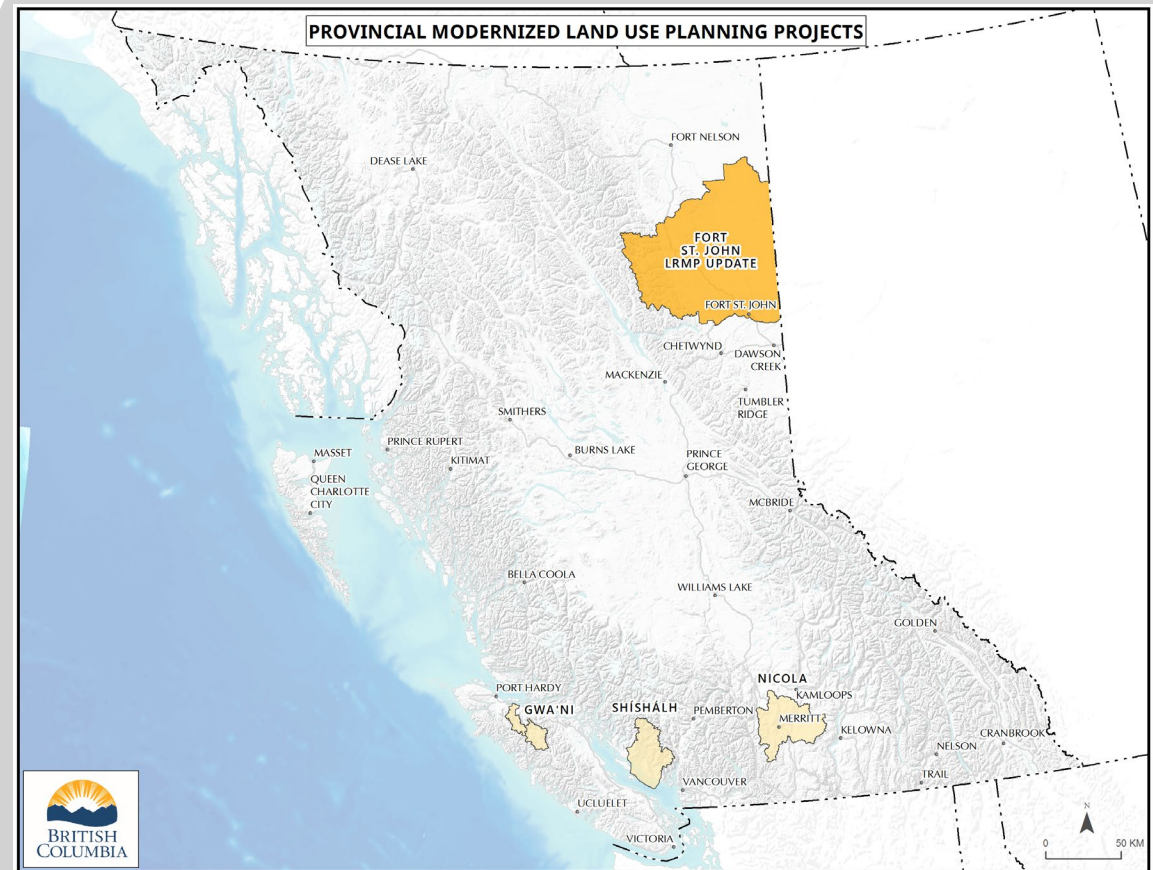 PROVINCIAL MODERNIZED LAND USE PLANNING PROJECTS
FORT NELSON
DEASE LAKE
FORT
ST. JOHN
LRMP UPDATE
FORT ST. JOHN
CHETWYND
DAWSON
CREEK
MACKENZIE
TUMBLER
RIDGE
SMITHERS
PRINCE RUPERT
MASSET
KITIMAT
BURNS LAKE
PRINCE
GEORGE
QUEEN
CHARLOTTE
CITY
MCBRIDE
BELLA COOLA
WILLIAMS LAKE
GOLDEN
NICOLA
PORT HARDY
KAMLOOPS
GWA'NI
SHÍSHÁLH
PEMBERTON
MERRITT
KELOWNA
CRANBROOK
NELSON
TRAIL
VANCOUVER
UCLUELET
VICTORIA
BRITISH
COLUMBIA
N
0 50 KM